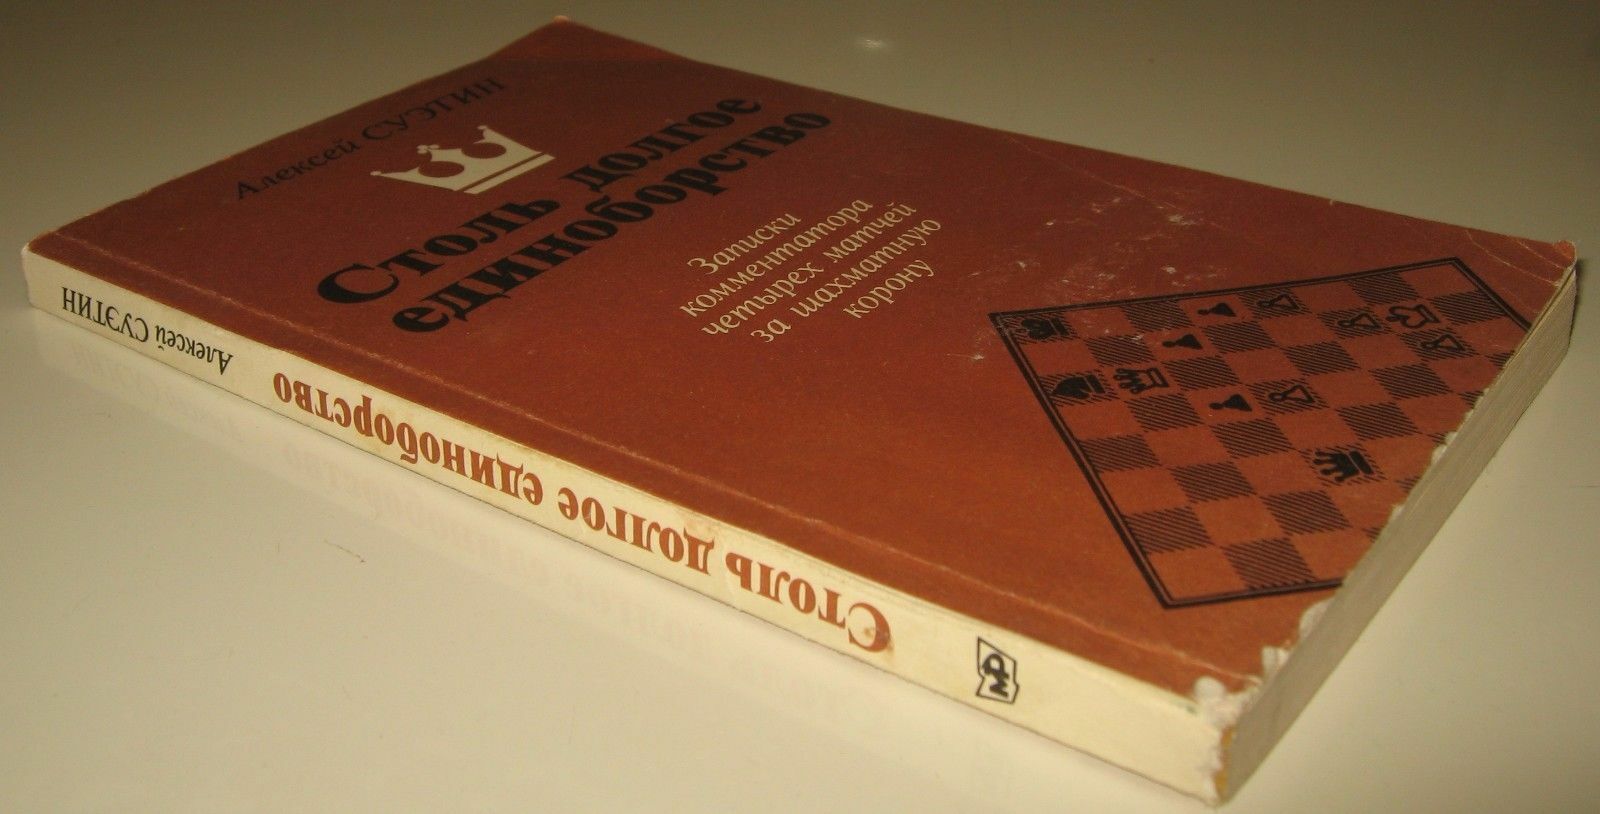 Алексей СУЭТИН
Столь долгое
единоборство
Записки
комментатора
четырех матчей
за шахматную
корону
Столь долгое единоборство
Алексей СУЭТИН